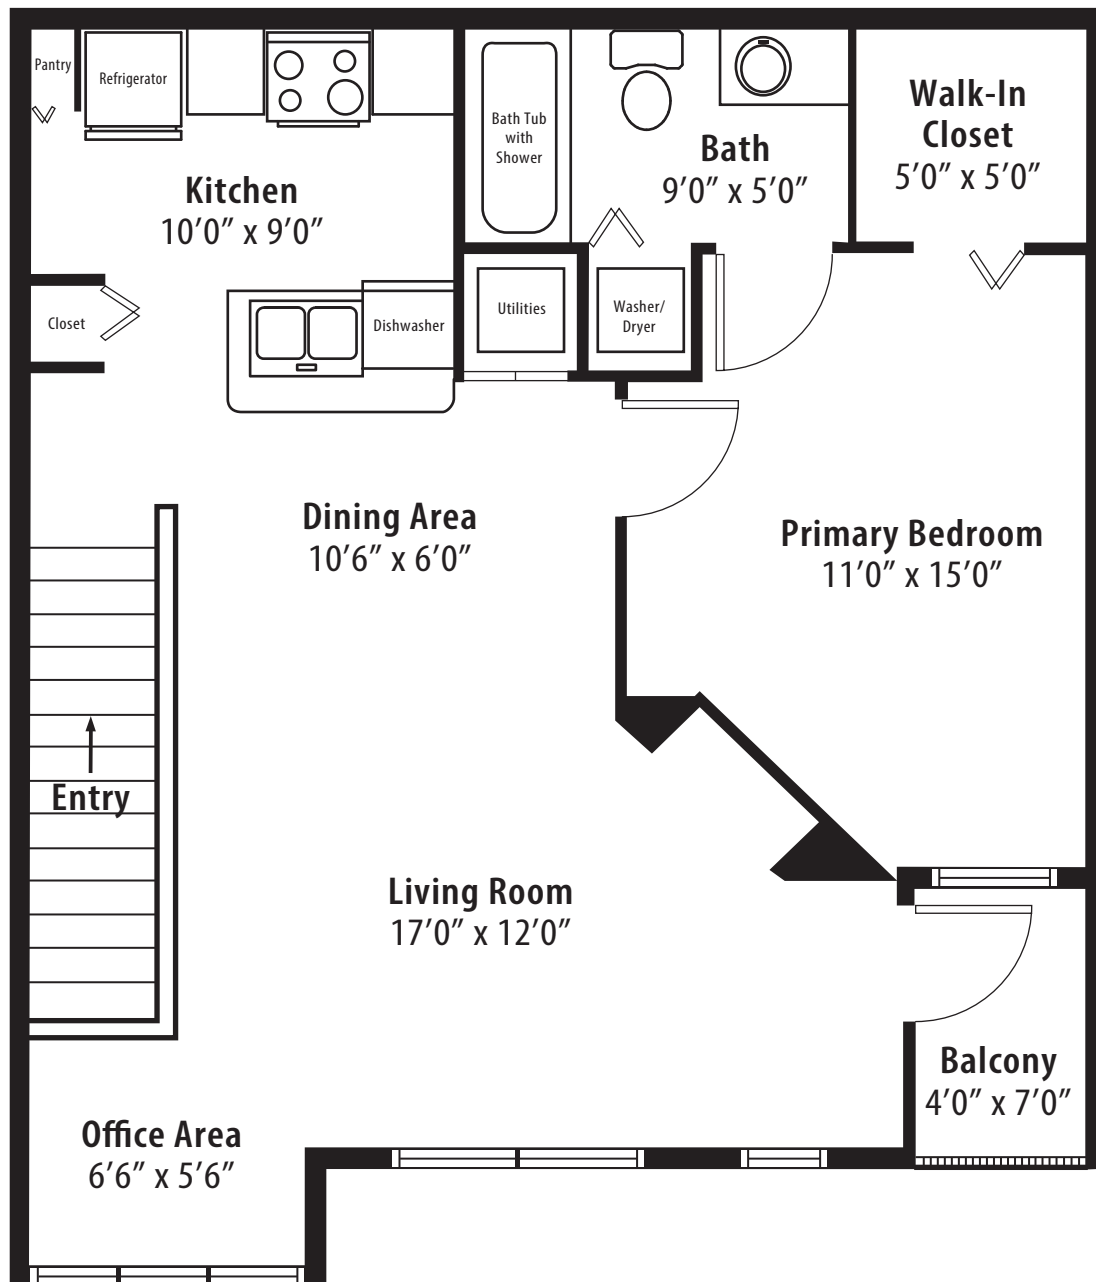 Pantry
Refrigerator
Kitchen
10’0” x 9’0”
Bath Tub
with
Shower
Bath
9’0” x 5’0”
Walk-In
Closet
5’0” x 5’0”
Closet
Dishwasher
Utilities
Washer/
Dryer
Dining Area
10’6” x 6’0”
Primary Bedroom
11’0” x 15’0”
Entry
Living Room
17’0” x 12’0”
Balcony
4’0” x 7’0”
Office Area
6’6” x 5’6”